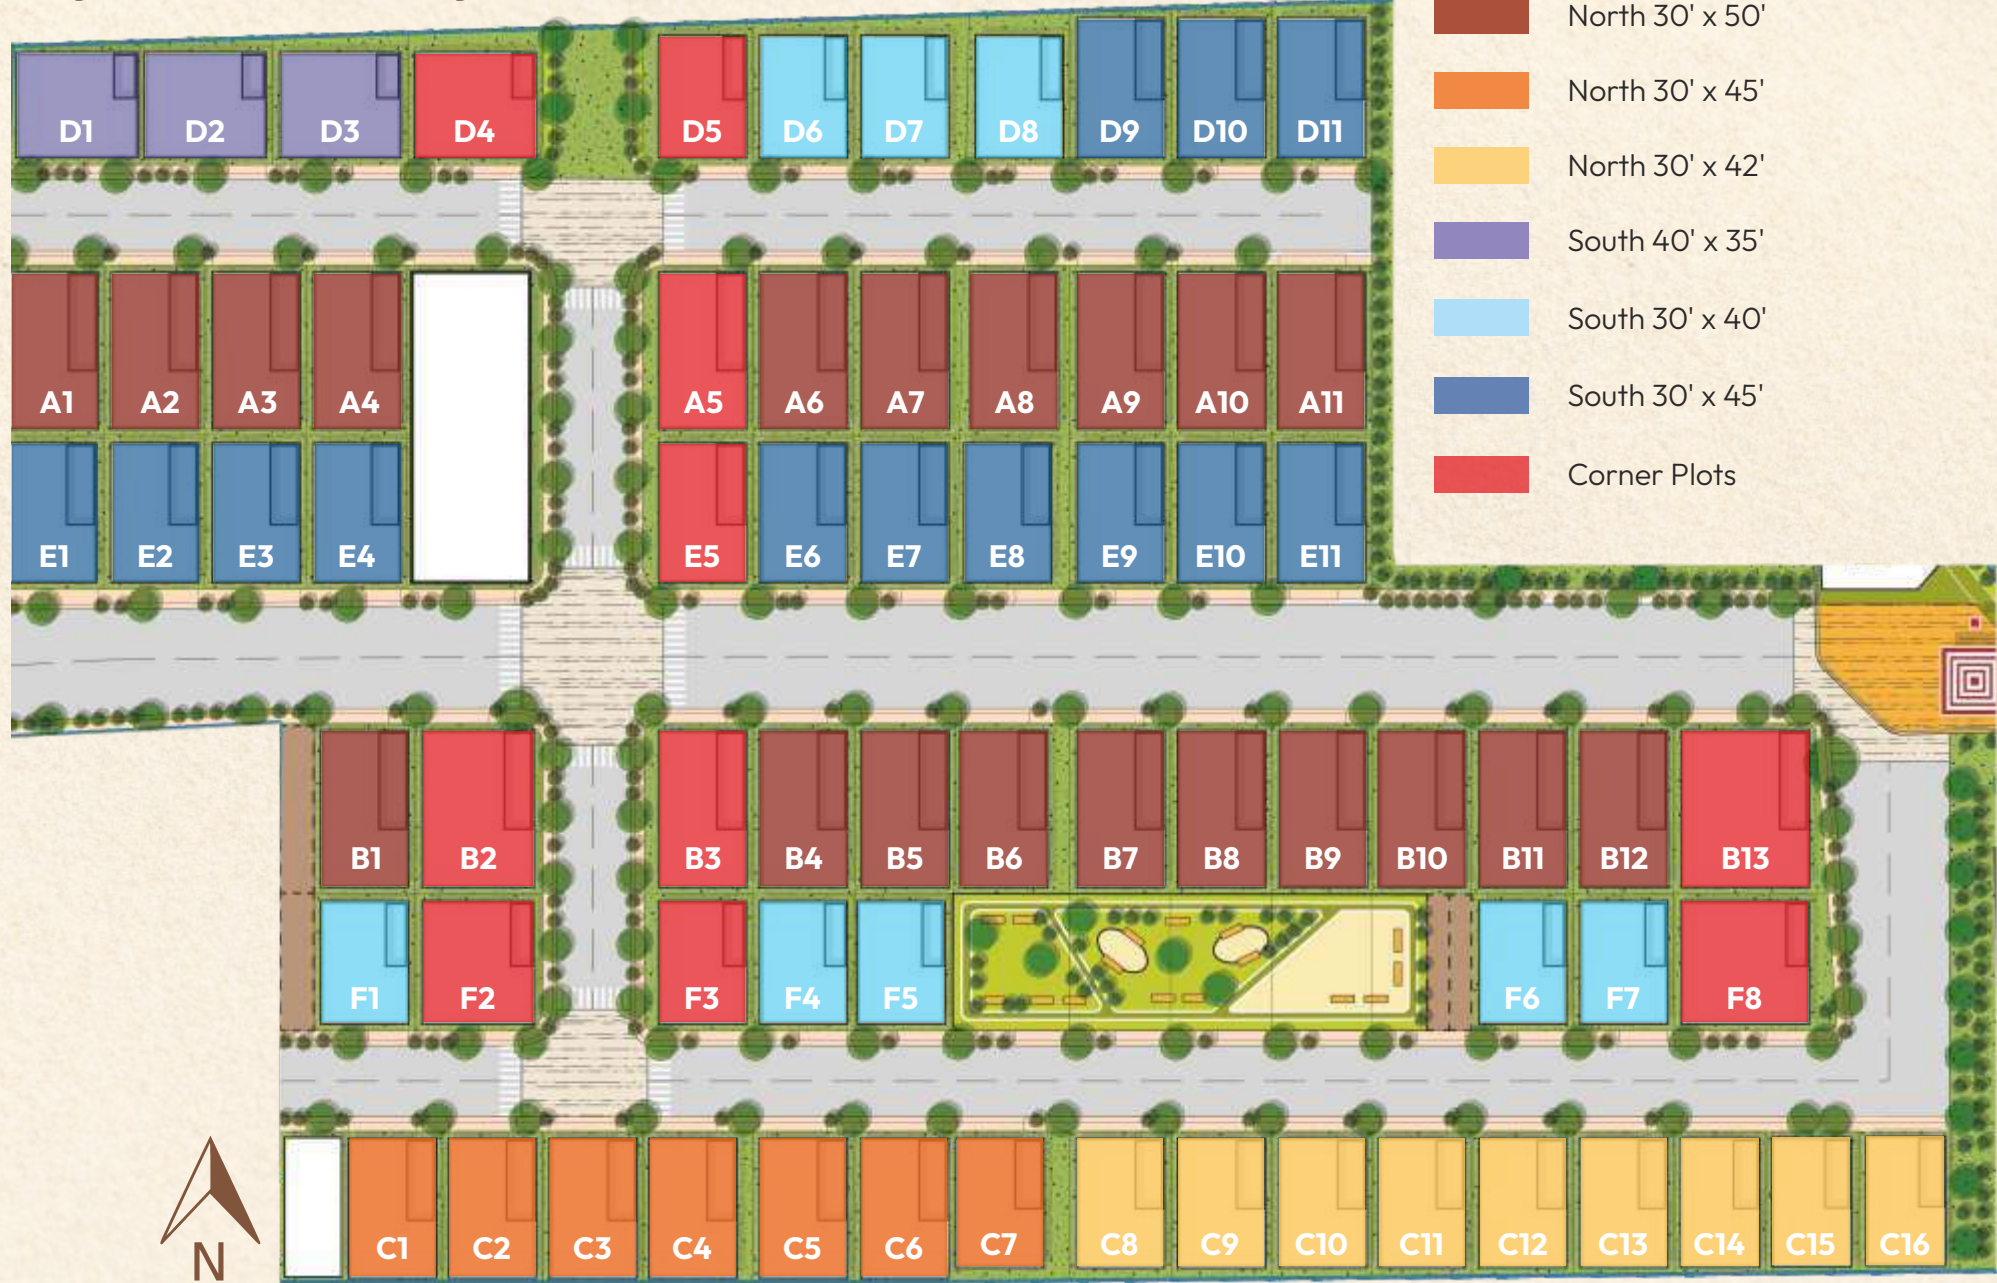 North 30' x 50'
North 30' x 45'
North 30' x 42'
South 40' x 35'
South 30' x 40'
South 30' x 45'
Corner Plots
D1 D2 D3 D4 D5 D6 D7 D8 D9 D10 D11
A1 A2 A3 A4 A5 A6 A7 A8 A9 A10 A11
E1 E2 E3 E4 E5 E6 E7 E8 E9 E10 E11
B1 B2 B3 B4 B5 B6 B7 B8 B9 B10 B11 B12 B13
F1 F2 F3 F4 F5 F6 F7 F8
C1 C2 C3 C4 C5 C6 C7 C8 C9 C10 C11 C12 C13 C14 C15 C16
N